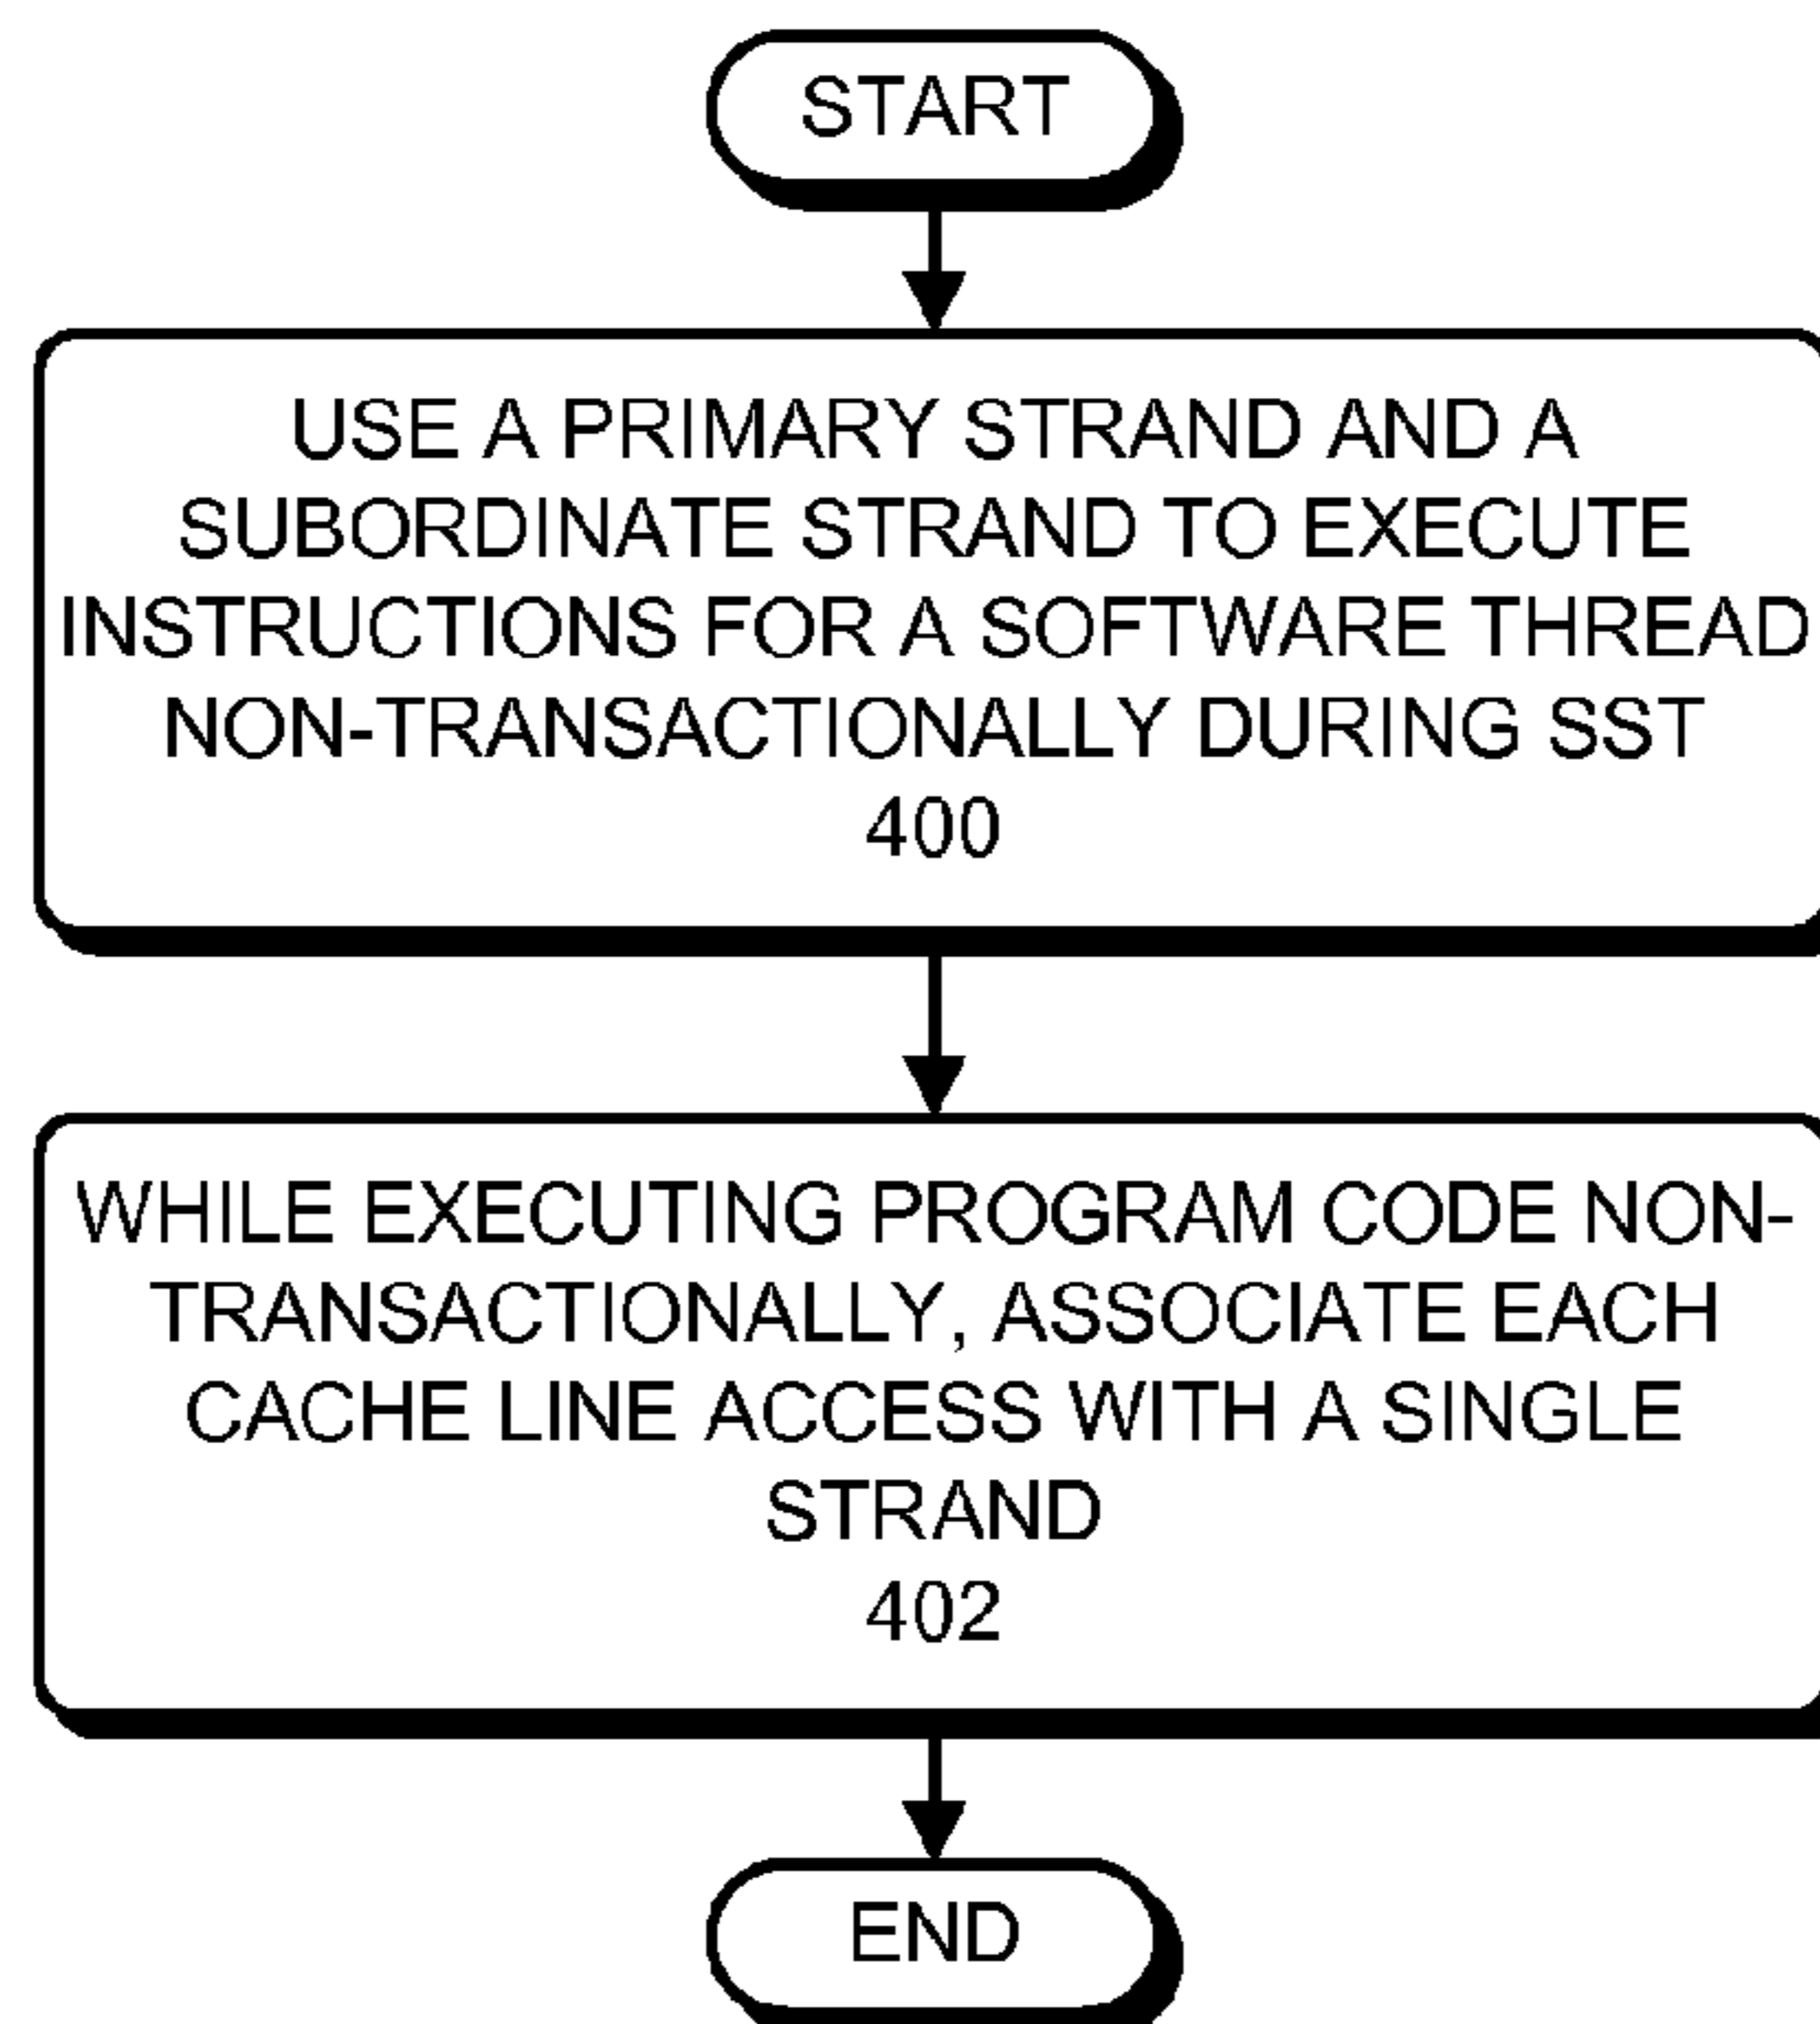 START
USE A PRIMARY STRAND AND A
SUBORDINATE STRAND TO EXECUTE
INSTRUCTIONS FOR A SOFTWARE THREAD
NON-TRANSACTIONALLY DURING SST
400
WHILE EXECUTING PROGRAM CODE NON-
TRANSACTIONALLY, ASSOCIATE EACH
CACHE LINE ACCESS WITH A SINGLE
STRAND
402
END